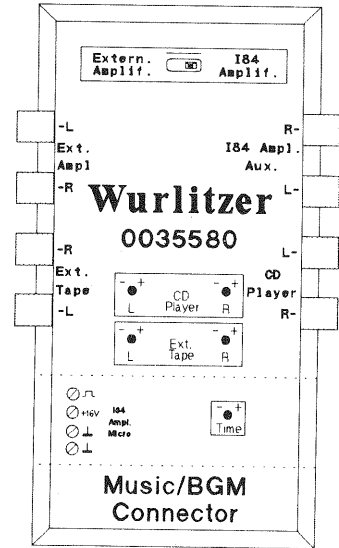 Extern. I84
Amplif. Amplif.
-L R-
Ext. I84 Ampl.
Ampl Aux.
-R L-
Wurlitzer
0035580
-R L-
Ext. CD
Tape Player
-L R-
- + - +
CD
L Player R
- + - +
Ext.
L Tape R
+16V I84
Ampl.
Micro
- +
Time
Music/BGM
Connector